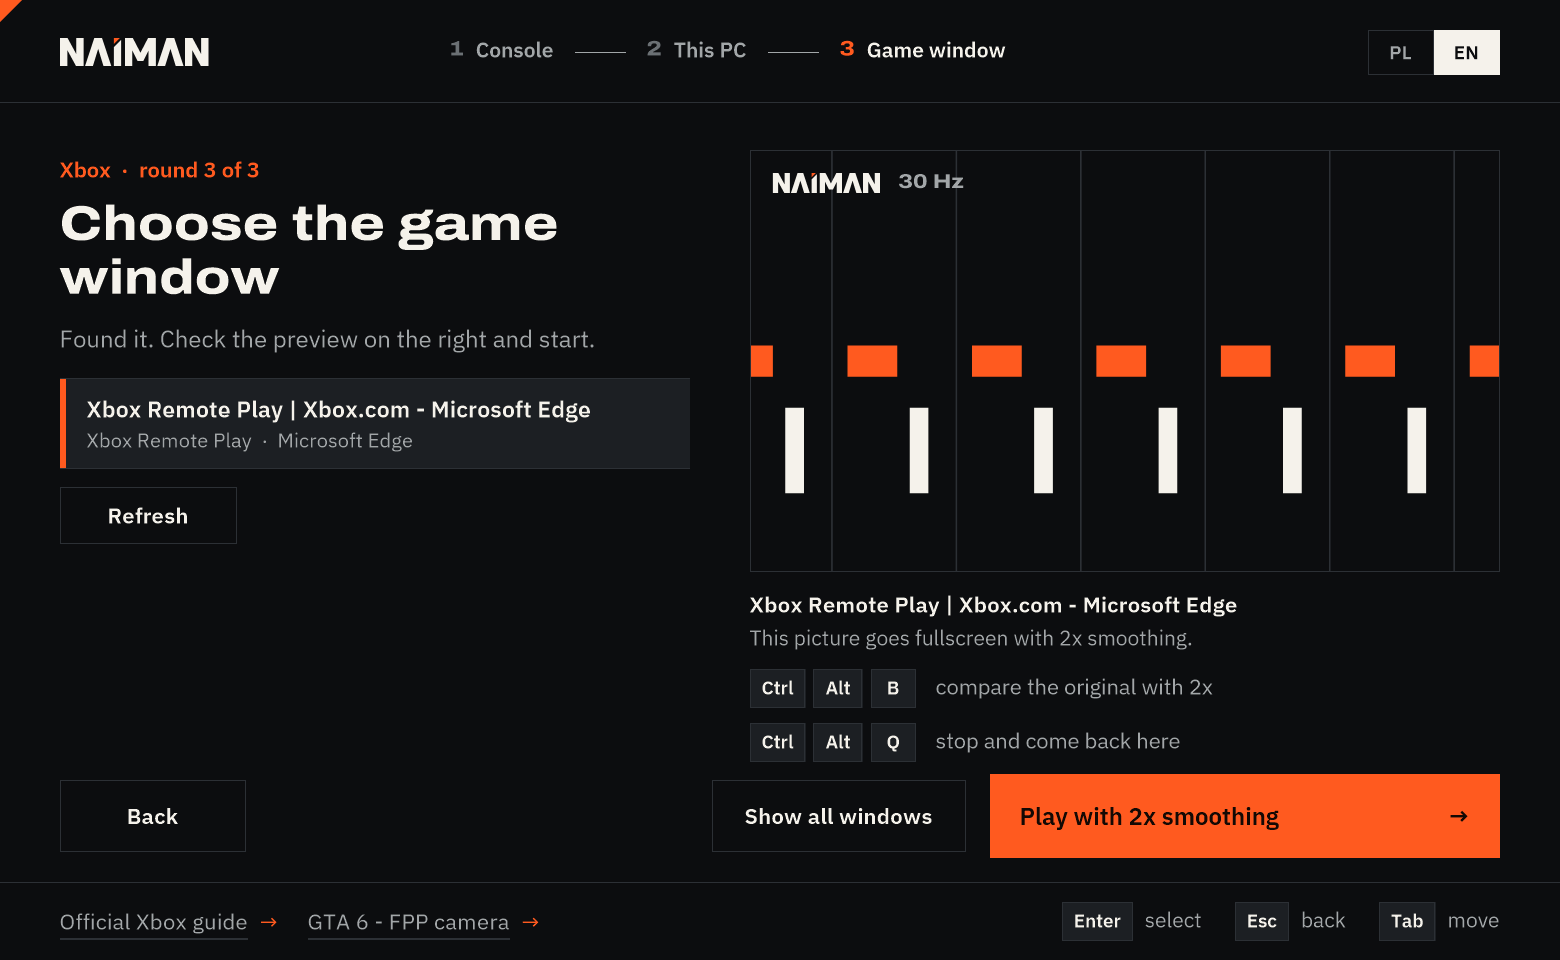 NAIMAN
1 Console
2 This PC
3 Game window
PL
EN
Xbox · round 3 of 3
Choose the game
window
Found it. Check the preview on the right and start.
Xbox Remote Play | Xbox.com - Microsoft Edge
Xbox Remote Play · Microsoft Edge
Refresh
NAIMAN 30 Hz
Xbox Remote Play | Xbox.com - Microsoft Edge
This picture goes fullscreen with 2x smoothing.
Ctrl Alt B compare the original with 2x
Ctrl Alt Q stop and come back here
Back
Show all windows
Play with 2x smoothing →
Official Xbox guide →
GTA 6 - FPP camera →
Enter select
Esc back
Tab move